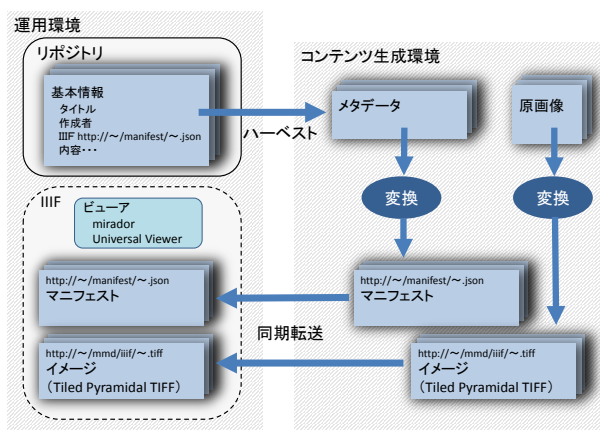 運用環境
リポジトリ
基本情報
タイトル
作成者
IIIF http://～/manifest/～.json
内容・・・
ハーベスト
コンテンツ生成環境
メタデータ
原画像
変換
変換
IIIF
ビューア
mirador
Universal Viewer
http://～/manifest/～.json
マニフェスト
http://～/manifest/～.json
マニフェスト
同期転送
http://～/mmd/iiif/～.tiff
イメージ
（Tiled Pyramidal TIFF）
http://～/mmd/iiif/～.tiff
イメージ
（Tiled Pyramidal TIFF）